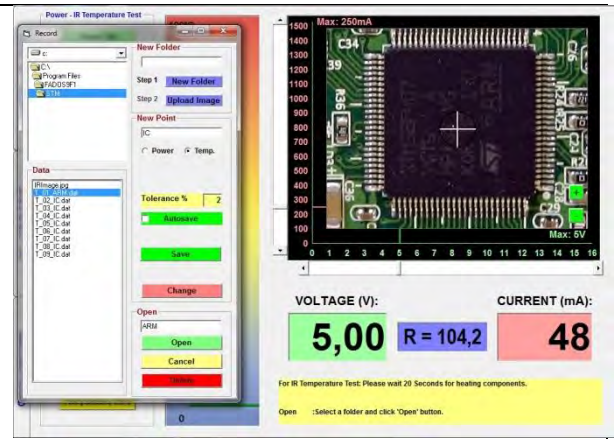 Power - IR Temperature Test
Record
c:
C:\
Program Files
FADOS9F1
STM
New Folder
Step 1 New Folder
Step 2 Upload Image
New Point
IC
Power Temp.
Tolerance % 2
Autosave
Save
Change
Data
IRImage.jpg
T_01_ARM.dat
T_02_IC.dat
T_03_IC.dat
T_04_IC.dat
T_05_IC.dat
T_06_IC.dat
T_07_IC.dat
T_08_IC.dat
T_09_IC.dat
Open
ARM
Open
Cancel
0
Max: 250mA
1500
1400
1300
1200
1100
1000
900
800
700
600
500
400
300
200
100
0
C34
39
R36
ARM
Max: 5V
0 1 2 3 4 5 6 7 8 9 10 11 12 13 14 15 16
VOLTAGE (V): CURRENT (mA):
5,00 R = 104,2 48
For IR Temperature Test: Please wait 20 Seconds for heating components.
Open :Select a folder and click 'Open' button.